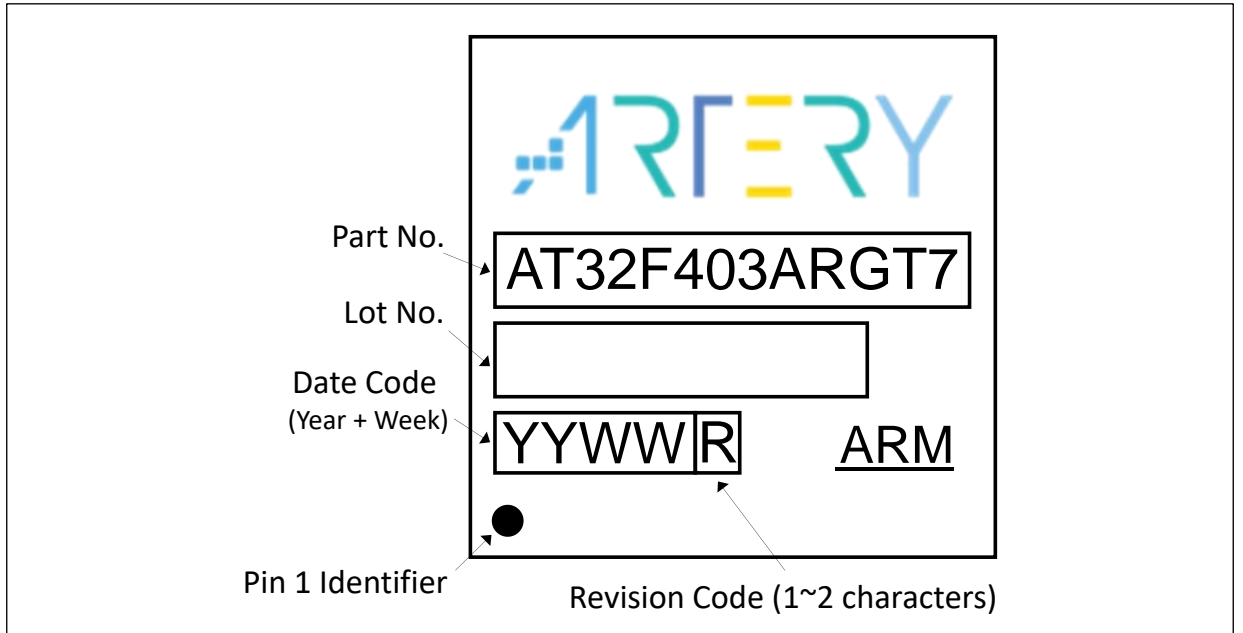 ARTERY
Part No.
AT32F403ARGT7
Lot No.
Date Code
(Year + Week)
YYWW R
ARM
Pin 1 Identifier
Revision Code (1~2 characters)